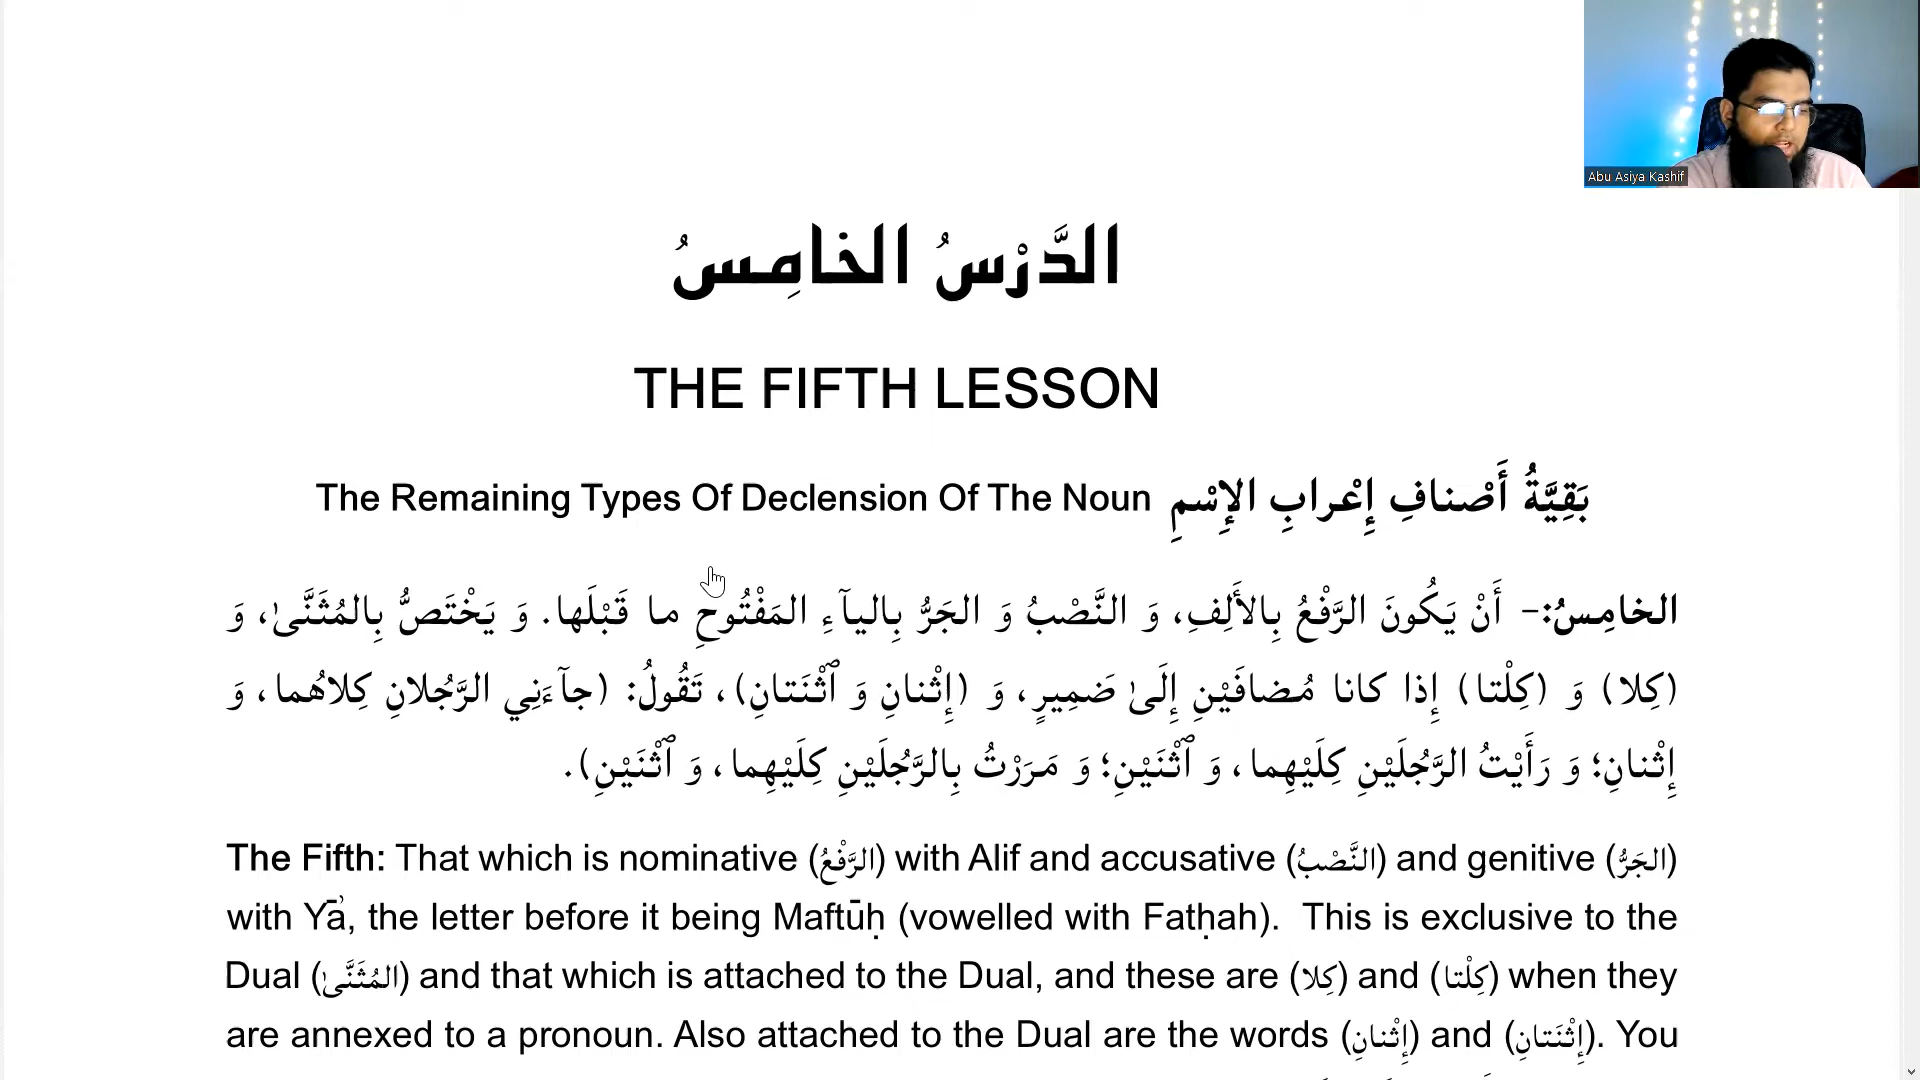 Abu Asiya Kashif
الدَّرْسُ الخامِسُ
THE FIFTH LESSON
The Remaining Types Of Declension Of The Noun بَقِيَّةُ أَصْنافِ إِعْرابِ الإِسْمِ
الخامِسُ:- أَنْ يَكُونَ الرَّفْعُ بِالأَلِفِ، وَ النَّصْبُ وَ الجَرُّ بِاليآءِ المَفْتُوحِ ما قَبْلَها. وَ يَخْتَصُّ بِالمُثَنَّىٰ، وَ
(كِلا) وَ (كِلْتا) إِذا كانا مُضافَيْنِ إِلَىٰ ضَمِيرٍ، وَ (إِثْنانِ وَ ٱثْنَتانِ)، تَقُولُ: (جآءَنِي الرَّجُلانِ كِلاهُما، وَ
إِثْنانِ؛ وَ رَأَيْتُ الرَّجُلَيْنِ كِلَيْهِما، وَ ٱثْنَيْنِ؛ وَ مَرَرْتُ بِالرَّجُلَيْنِ كِلَيْهِما، وَ ٱثْنَيْنِ).
The Fifth: That which is nominative (الرَّفْعُ) with Alif and accusative (النَّصْبُ) and genitive (الجَرُّ)
with Yāʾ, the letter before it being Maftūḥ (vowelled with Fatḥah). This is exclusive to the
Dual (المُثَنَّىٰ) and that which is attached to the Dual, and these are (كِلا) and (كِلْتا) when they
are annexed to a pronoun. Also attached to the Dual are the words (إِثْنانِ) and (إِثْنَتانِ). You